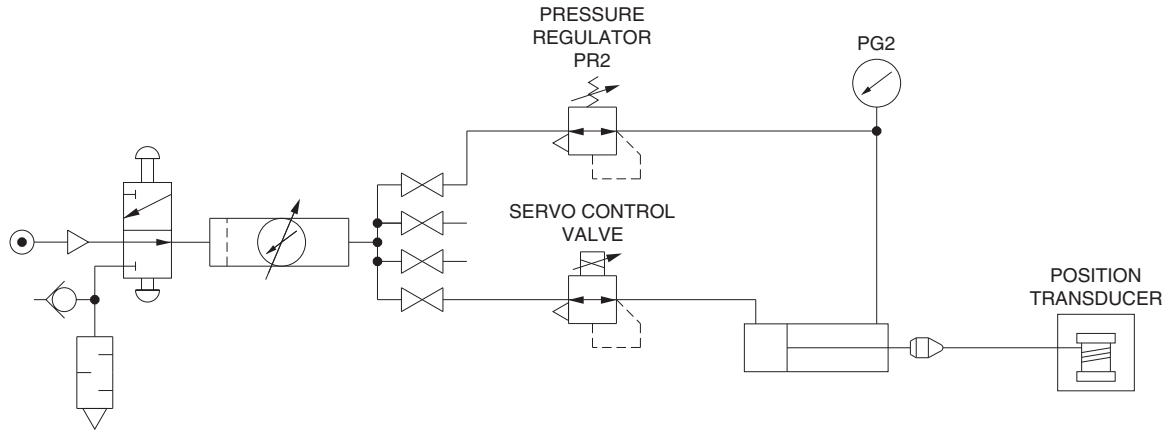 PRESSURE
REGULATOR
PR2
PG2
SERVO CONTROL
VALVE
POSITION
TRANSDUCER